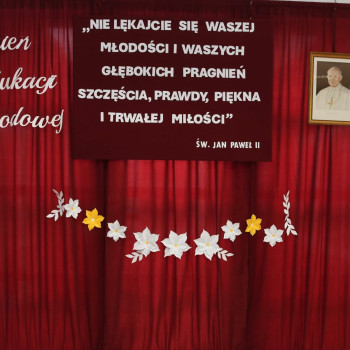 „NIE LĘKAJCIE SIĘ WASZEJ
MŁODOŚCI I WASZYCH
GŁĘBOKICH PRAGNIEŃ
SZCZĘŚCIA, PRAWDY, PIĘKNA
I TRWAŁEJ MIŁOŚCI”
ŚW. JAN PAWEŁ II